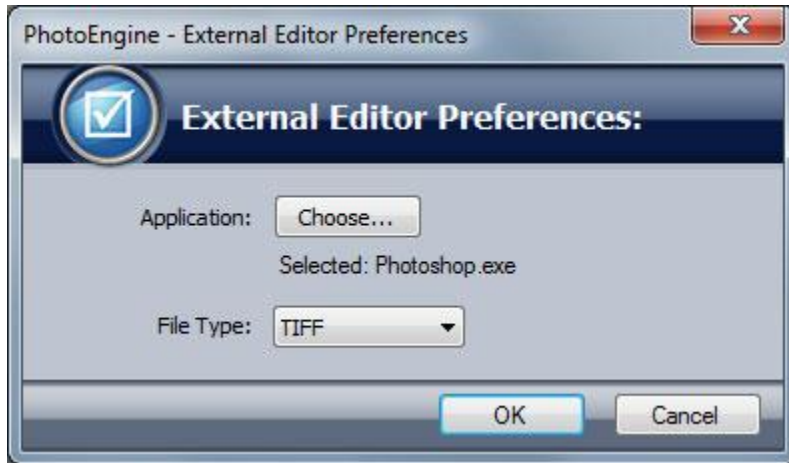 PhotoEngine - External Editor Preferences
External Editor Preferences:
Application: Choose...
Selected: Photoshop.exe
File Type: TIFF
OK Cancel